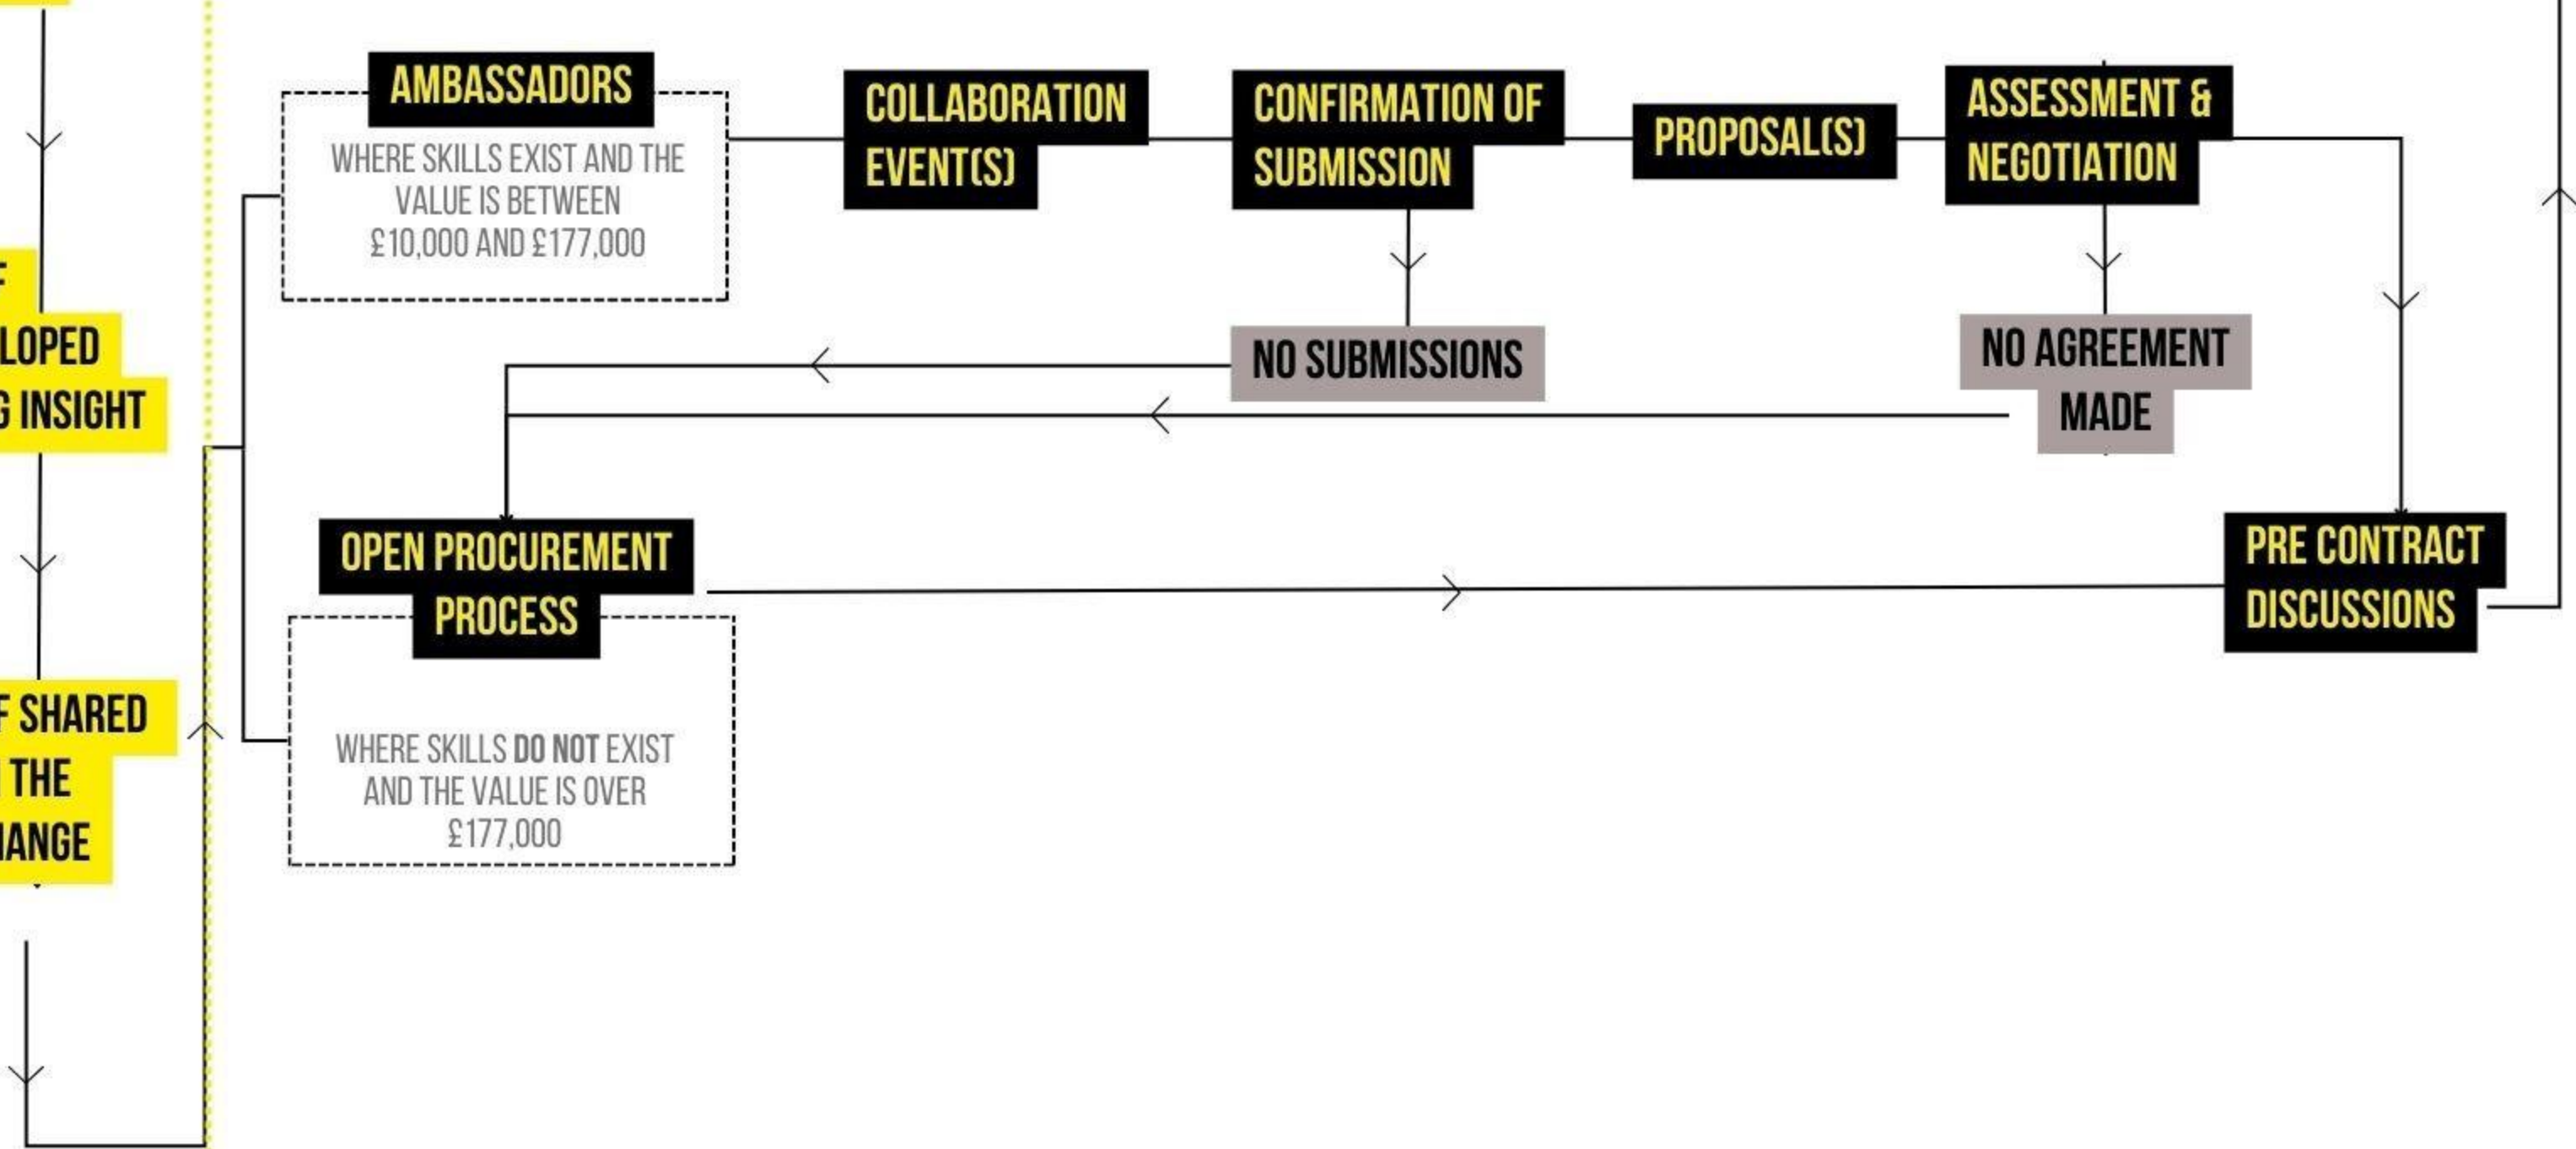 AMBASSADORS
WHERE SKILLS EXIST AND THE
VALUE IS BETWEEN
£10,000 AND £177,000
COLLABORATION
EVENT(S)
CONFIRMATION OF
SUBMISSION
PROPOSAL(S)
ASSESSMENT &
NEGOTIATION
NO SUBMISSIONS
NO AGREEMENT
MADE
OPEN PROCUREMENT
PROCESS
WHERE SKILLS DO NOT EXIST
AND THE VALUE IS OVER
£177,000
PRE CONTRACT
DISCUSSIONS
INSIGHT
SHARED
THE